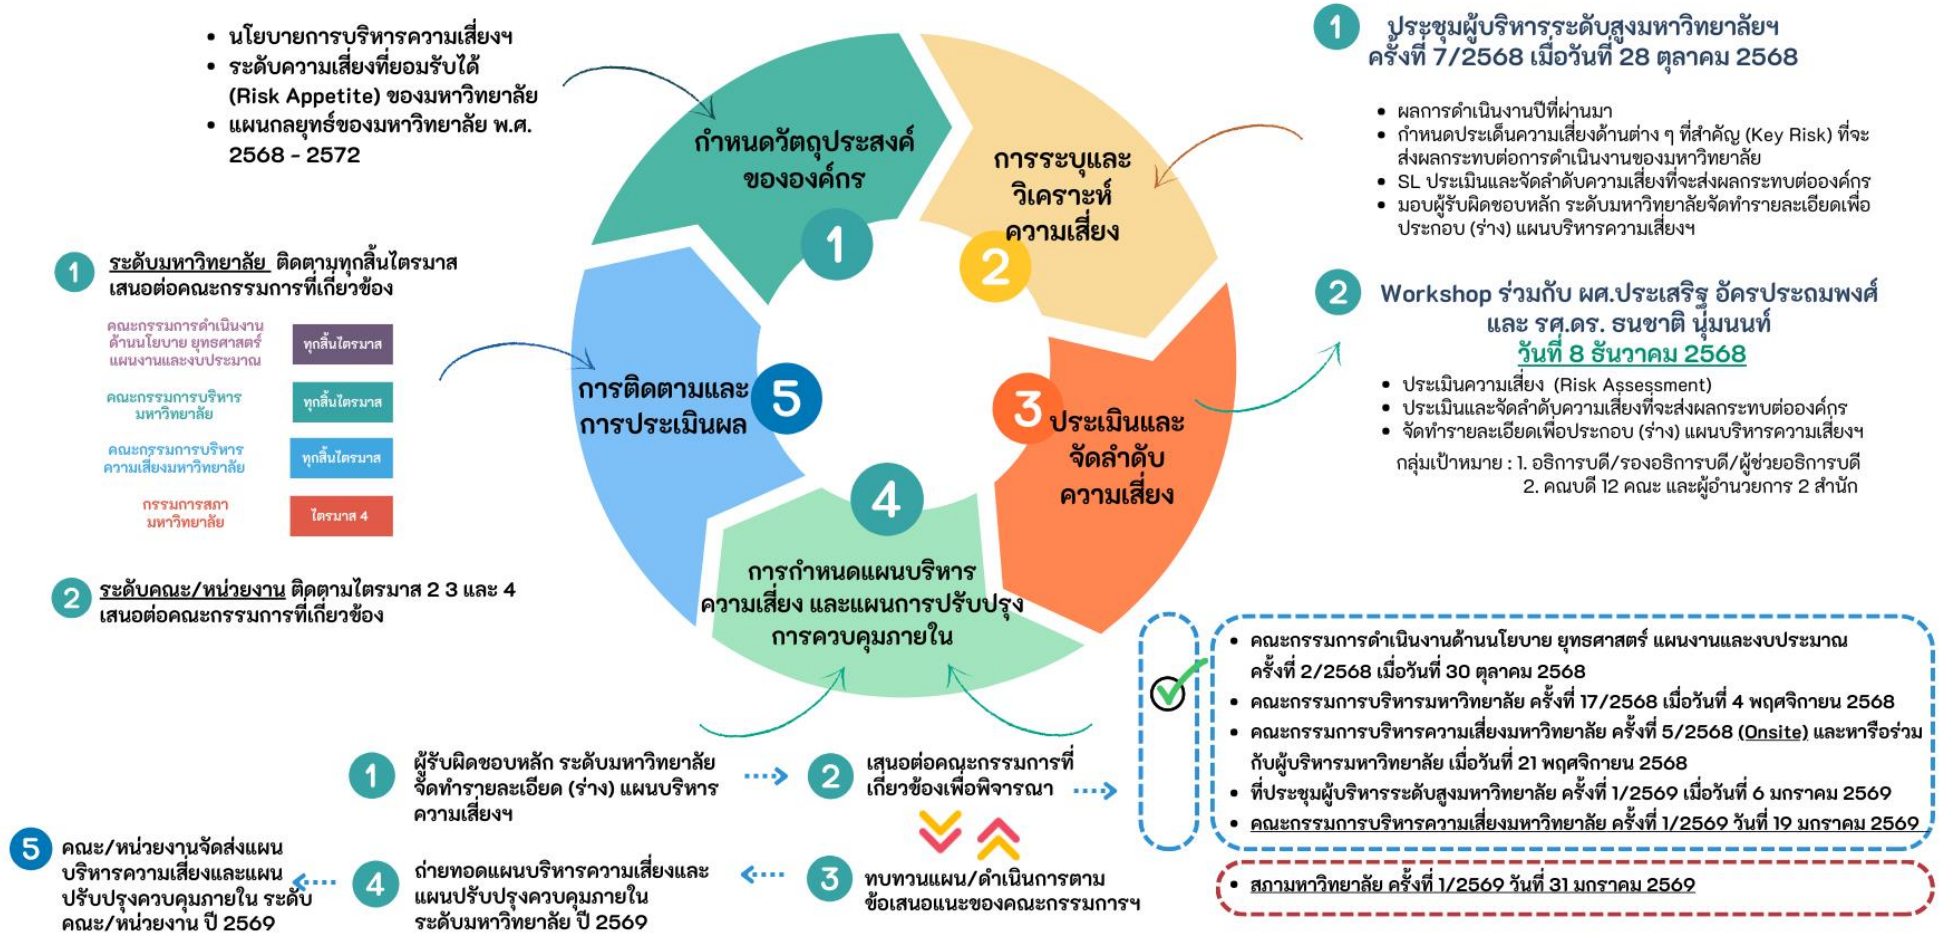 • นโยบายการบริหารความเสี่ยงฯ
• ระดับความเสี่ยงที่ยอมรับได้
(Risk Appetite) ของมหาวิทยาลัย
• แผนกลยุทธ์ของมหาวิทยาลัย พ.ศ.
2568 - 2572
กำหนดวัตถุประสงค์
ขององค์กร
1
การระบุและ
วิเคราะห์
ความเสี่ยง
2
1
ประชุมผู้บริหารระดับสูงมหาวิทยาลัยฯ
ครั้งที่ 7/2568 เมื่อวันที่ 28 ตุลาคม 2568
• ผลการดำเนินงานปีที่ผ่านมา
• กำหนดประเด็นความเสี่ยงด้านต่าง ๆ ที่สำคัญ (Key Risk) ที่จะ
ส่งผลกระทบต่อการดำเนินงานของมหาวิทยาลัย
• SL ประเมินและจัดลำดับความเสี่ยงที่จะส่งผลกระทบต่อองค์กร
• มอบผู้รับผิดชอบหลัก ระดับมหาวิทยาลัยจัดทำรายละเอียดเพื่อ
ประกอบ (ร่าง) แผนบริหารความเสี่ยงฯ
2
Workshop ร่วมกับ ผศ.ประเสริฐ อัครประถมพงศ์
และ รศ.ดร. ธนชาติ นุ่มนนท์
วันที่ 8 ธันวาคม 2568
• ประเมินความเสี่ยง (Risk Assessment)
• ประเมินและจัดลำดับความเสี่ยงที่จะส่งผลกระทบต่อองค์กร
• จัดทำรายละเอียดเพื่อประกอบ (ร่าง) แผนบริหารความเสี่ยงฯ
กลุ่มเป้าหมาย : 1. อธิการบดี/รองอธิการบดี/ผู้ช่วยอธิการบดี
2. คณบดี 12 คณะ และผู้อำนวยการ 2 สำนัก
3
ประเมินและ
จัดลำดับ
ความเสี่ยง
4
การกำหนดแผนบริหาร
ความเสี่ยง และแผนการปรับปรุง
การควบคุมภายใน
การติดตามและ
การประเมินผล
5
1
ระดับมหาวิทยาลัย ติดตามทุกสิ้นไตรมาส
เสนอต่อคณะกรรมการที่เกี่ยวข้อง
คณะกรรมการดำเนินงาน
ด้านนโยบาย ยุทธศาสตร์
แผนงานและงบประมาณ
ทุกสิ้นไตรมาส
คณะกรรมการบริหาร
มหาวิทยาลัย
ทุกสิ้นไตรมาส
คณะกรรมการบริหาร
ความเสี่ยงมหาวิทยาลัย
ทุกสิ้นไตรมาส
กรรมการสภา
มหาวิทยาลัย
ไตรมาส 4
2
ระดับคณะ/หน่วยงาน ติดตามไตรมาส 2 3 และ 4
เสนอต่อคณะกรรมการที่เกี่ยวข้อง
1
ผู้รับผิดชอบหลัก ระดับมหาวิทยาลัย
จัดทำรายละเอียด (ร่าง) แผนบริหาร
ความเสี่ยงฯ
2
เสนอต่อคณะกรรมการที่
เกี่ยวข้องเพื่อพิจารณา
• คณะกรรมการดำเนินงานด้านนโยบาย ยุทธศาสตร์ แผนงานและงบประมาณ
ครั้งที่ 2/2568 เมื่อวันที่ 30 ตุลาคม 2568
• คณะกรรมการบริหารมหาวิทยาลัย ครั้งที่ 17/2568 เมื่อวันที่ 4 พฤศจิกายน 2568
• คณะกรรมการบริหารความเสี่ยงมหาวิทยาลัย ครั้งที่ 5/2568 (Onsite) และหารือร่วม
กับผู้บริหารมหาวิทยาลัย เมื่อวันที่ 21 พฤศจิกายน 2568
• ที่ประชุมผู้บริหารระดับสูงมหาวิทยาลัย ครั้งที่ 1/2569 เมื่อวันที่ 6 มกราคม 2569
• คณะกรรมการบริหารความเสี่ยงมหาวิทยาลัย ครั้งที่ 1/2569 วันที่ 19 มกราคม 2569
• สภามหาวิทยาลัย ครั้งที่ 1/2569 วันที่ 31 มกราคม 2569
3
ทบทวนแผน/ดำเนินการตาม
ข้อเสนอแนะของคณะกรรมการฯ
4
ถ่ายทอดแผนบริหารความเสี่ยงและ
แผนปรับปรุงควบคุมภายใน
ระดับมหาวิทยาลัย ปี 2569
5
คณะ/หน่วยงานจัดส่งแผน
บริหารความเสี่ยงและแผน
ปรับปรุงควบคุมภายใน ระดับ
คณะ/หน่วยงาน ปี 2569